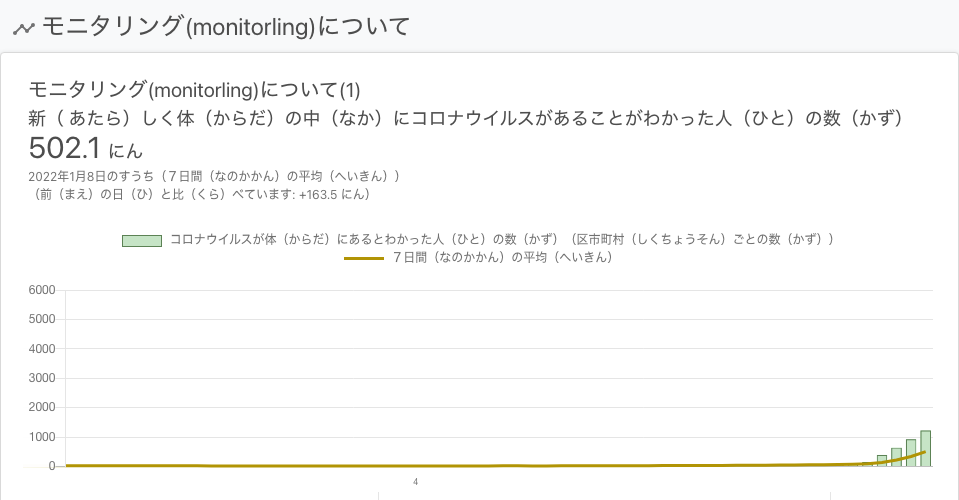 モニタリング(monitorling)について
モニタリング(monitorling)について(1)
新（ あたら）しく体（からだ）の中（なか）にコロナウイルスがあることがわかった人（ひと）の数（かず）
502.1 にん
2022年1月8日のすうち（７日間（なのかかん）の平均（へいきん））
（前（まえ）の日（ひ）と比（くら）べています: +163.5 にん）
コロナウイルスが体（からだ）にあるとわかった人（ひと）の数（かず）（区市町村（しくちょうそん）ごとの数（かず））
７日間（なのかかん）の平均（へいきん）
6000
5000
4000
3000
2000
1000
0
4